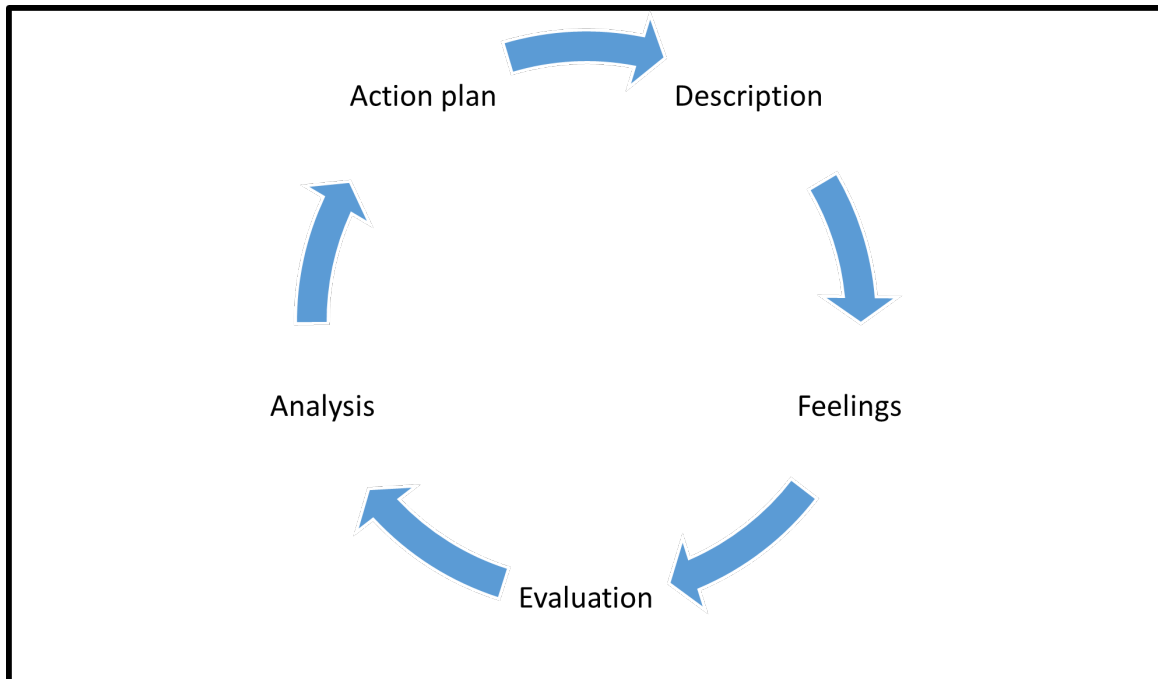 Action plan
Description
Analysis
Feelings
Evaluation